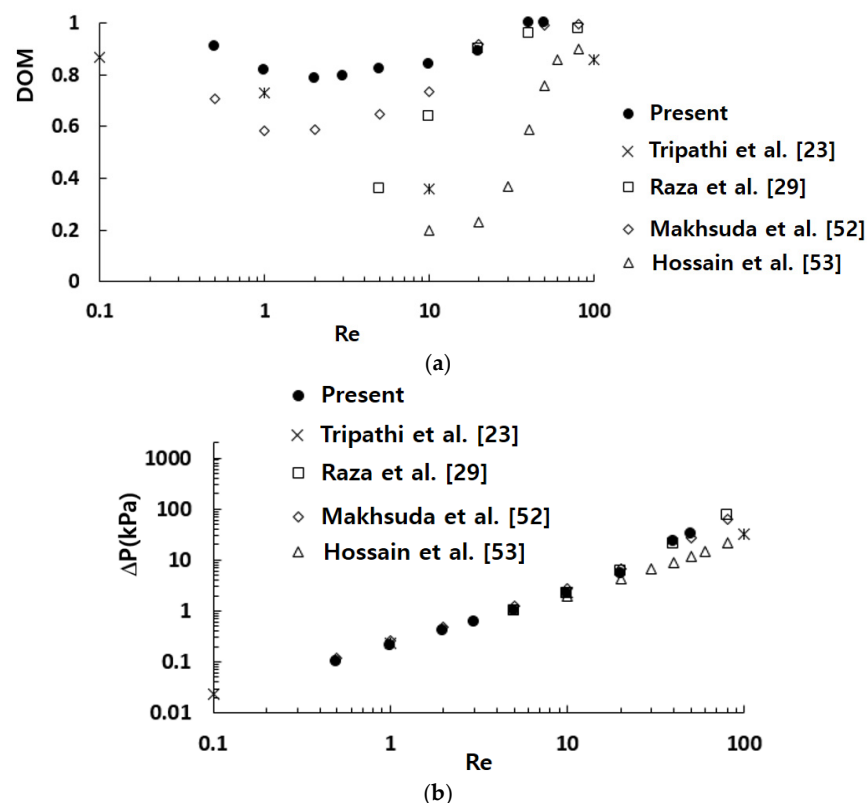 1
0.8
0.6
0.4
0.2
0
DOM
0.1 1 10 100
Re
Present
Tripathi et al. [23]
Raza et al. [29]
Makhsuda et al. [52]
Hossain et al. [53]
(a)
Present
Tripathi et al. [23]
Raza et al. [29]
Makhsuda et al. [52]
Hossain et al. [53]
1000
100
10
1
0.1
0.01
ΔP(kPa)
0.1 1 10 100
Re
(b)